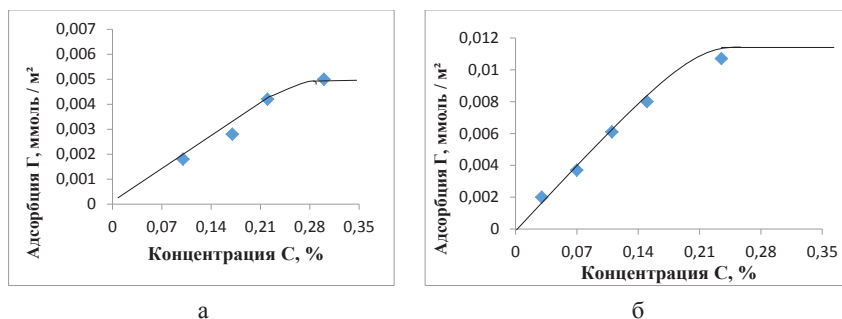 Адсорбция Г, ммоль / м²
0,007
0,006
0,005
0,004
0,003
0,002
0,001
0
0 0,07 0,14 0,21 0,28 0,35
Концентрация С, %
а
Адсорбция Г, ммоль / м²
0,012
0,01
0,008
0,006
0,004
0,002
0
0 0,07 0,14 0,21 0,28 0,35
Концентрация С, %
б